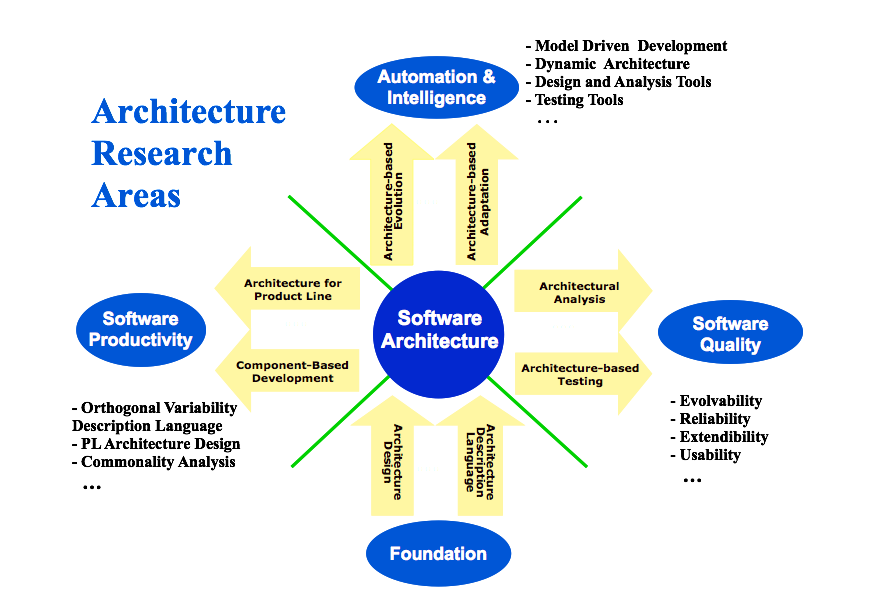 Architecture
Research
Areas
Automation &
Intelligence
- Model Driven Development
- Dynamic Architecture
- Design and Analysis Tools
- Testing Tools
...
Architecture-based
Evolution
Architecture-based
Adaptation
Architecture for
Product Line
Component-Based
Development
Software
Productivity
- Orthogonal Variability
Description Language
- PL Architecture Design
- Commonality Analysis
...
Software
Architecture
Architectural
Analysis
Architecture-based
Testing
Software
Quality
- Evolvability
- Reliability
- Extendibility
- Usability
...
Architecture
Design
Architecture
Description
Language
Foundation